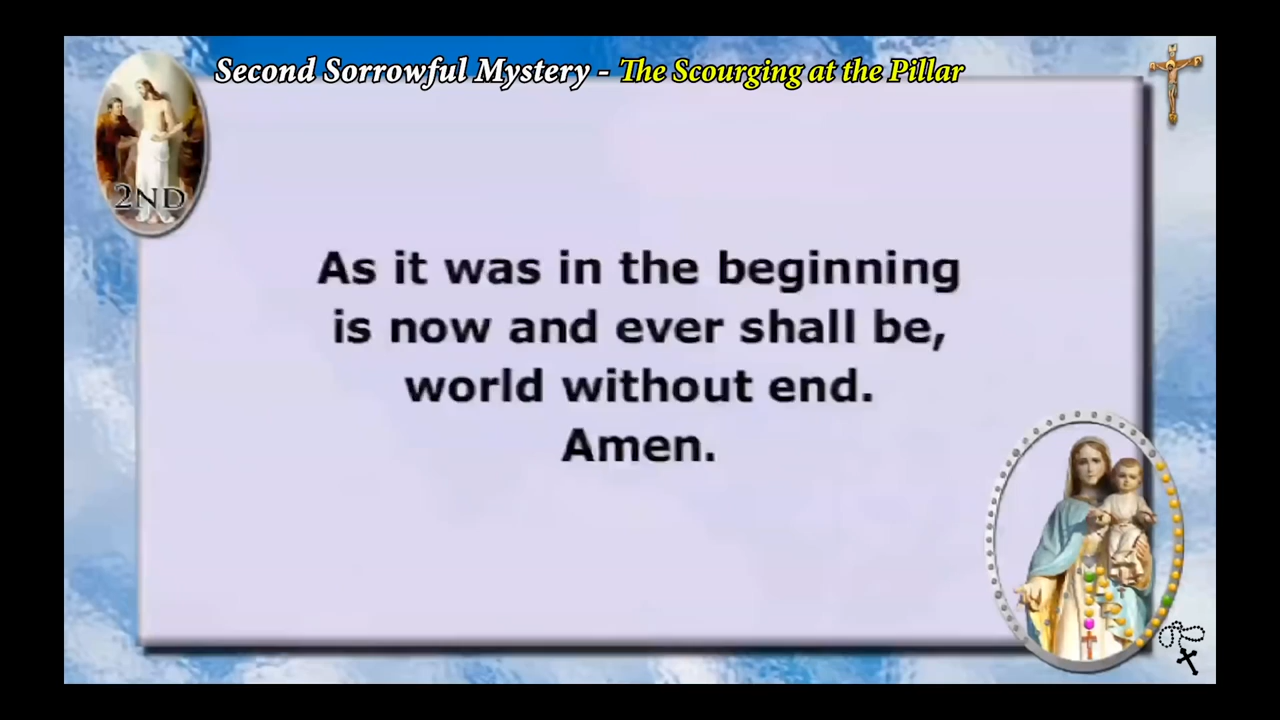 Second Sorrowful Mystery - The Scourging at the Pillar
2ND
As it was in the beginning
is now and ever shall be,
world without end.
Amen.